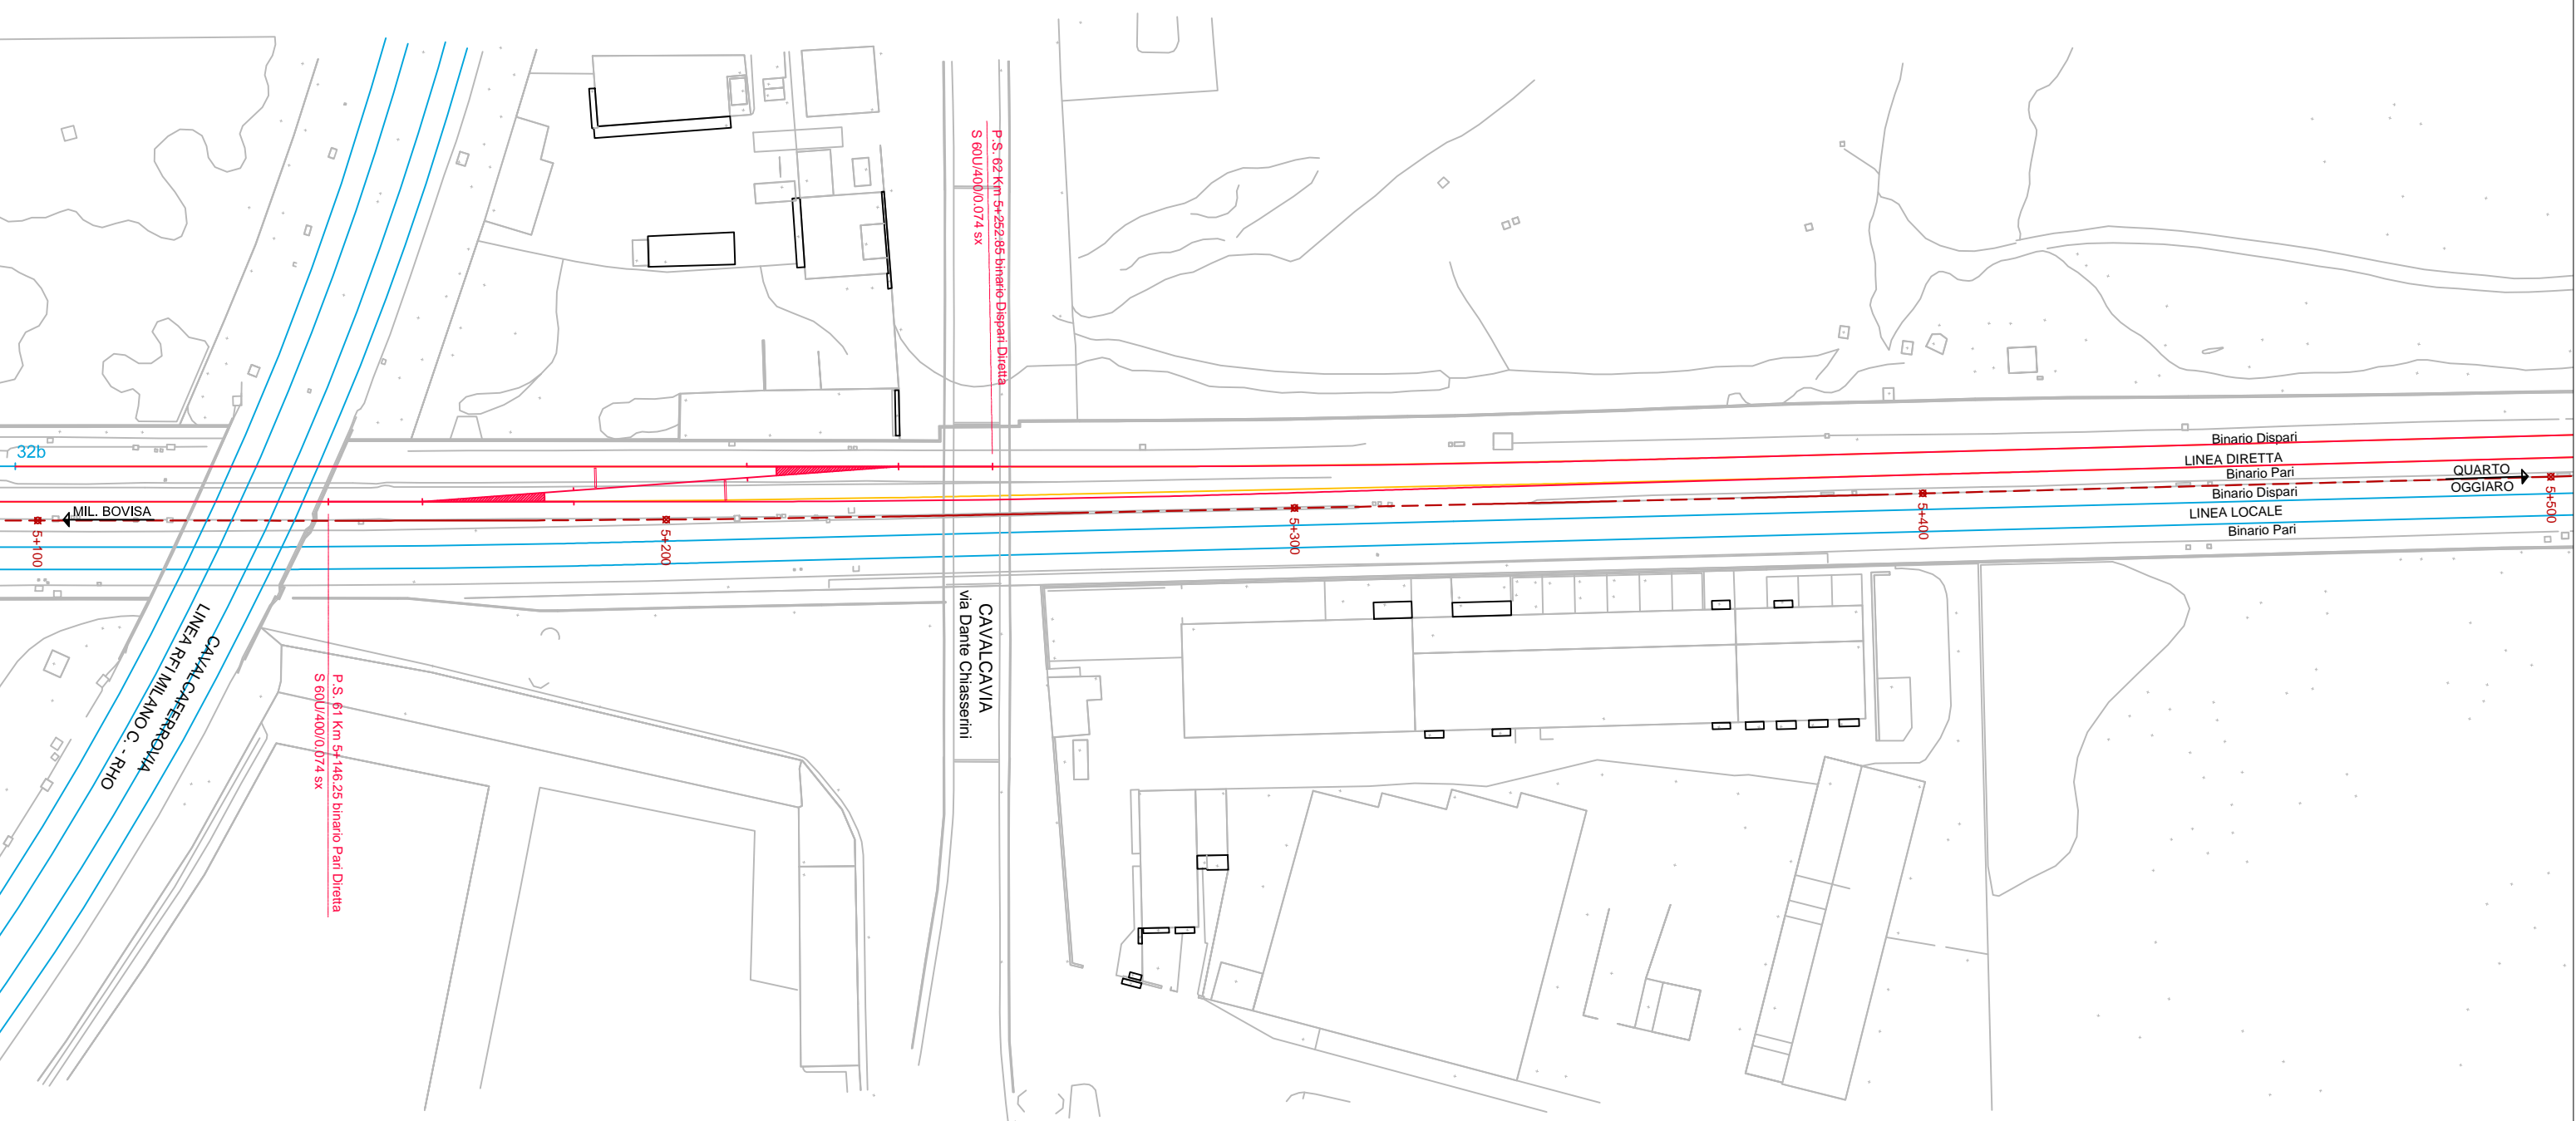 P.S. 62 Km 5+252.85 binario Dispari Diretta
S 60U/400/0.074 sx
32b
Binario Dispari
LINEA DIRETTA
Binario Pari
QUARTO
OGGIARO
Binario Dispari
LINEA LOCALE
Binario Pari
MIL. BOVISA
5+100
5+200
5+300
5+400
5+500
CAVALCAFERROVIA
LINEA RFI MILANO C. - RHO
CAVALCAVIA
via Dante Chiasserini
P.S. 61 Km 5+146.25 binario Pari Diretta
S 60U/400/0.074 sx